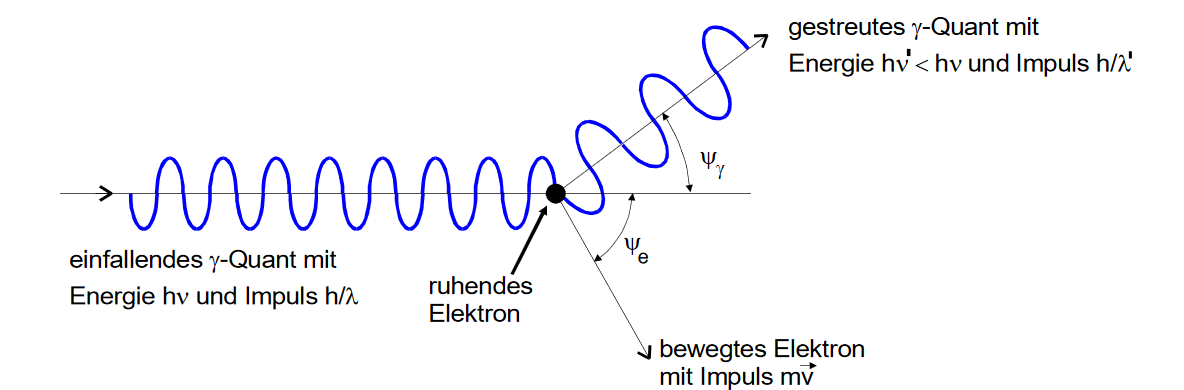 gestreutes γ-Quant mit
Energie hν' < hν und Impuls h/λ'
ψγ
einfallendes γ-Quant mit
Energie hν und Impuls h/λ
ψe
ruhendes
Elektron
bewegtes Elektron
mit Impuls mv⃗